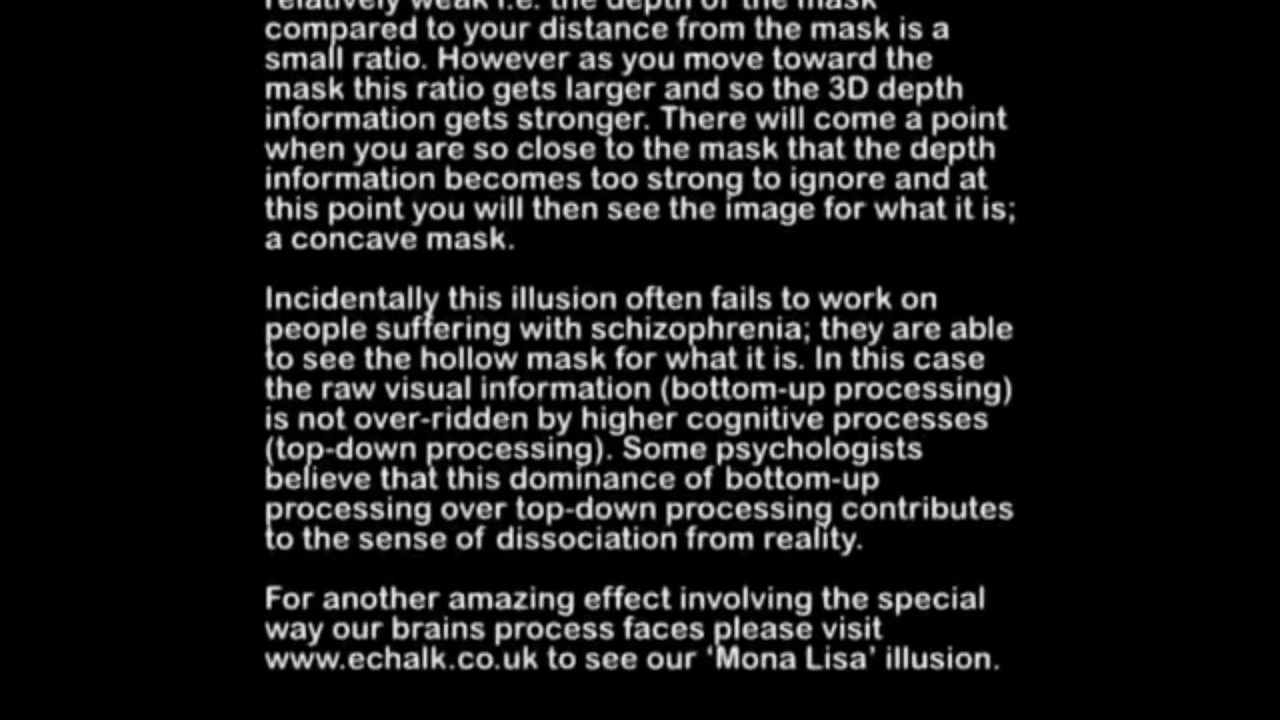 relatively weak i.e. the depth of the mask
compared to your distance from the mask is a
small ratio. However as you move toward the
mask this ratio gets larger and so the 3D depth
information gets stronger. There will come a point
when you are so close to the mask that the depth
information becomes too strong to ignore and at
this point you will then see the image for what it is;
a concave mask.
Incidentally this illusion often fails to work on
people suffering with schizophrenia; they are able
to see the hollow mask for what it is. In this case
the raw visual information (bottom-up processing)
is not over-ridden by higher cognitive processes
(top-down processing). Some psychologists
believe that this dominance of bottom-up
processing over top-down processing contributes
to the sense of dissociation from reality.
For another amazing effect involving the special
way our brains process faces please visit
www.echalk.co.uk to see our ‘Mona Lisa’ illusion.